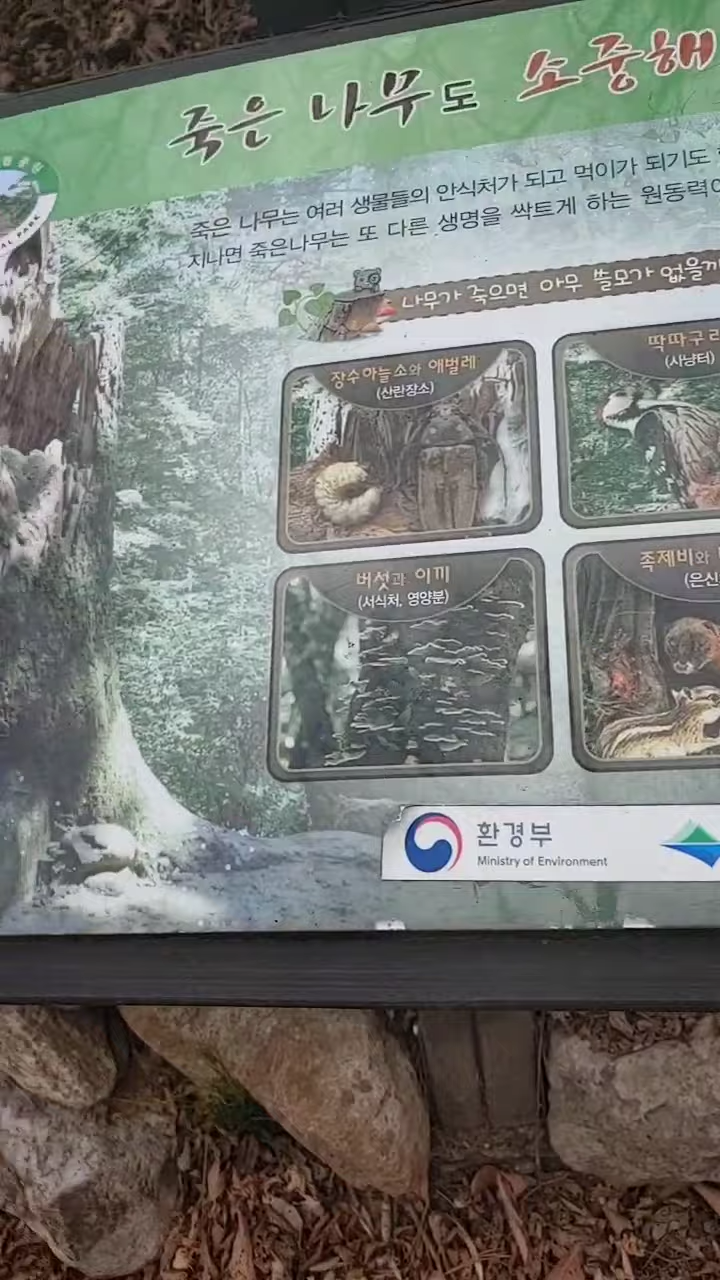 죽은 나무도 소중해
죽은 나무는 여러 생물들의 안식처가 되고 먹이가 되기도
지나면 죽은나무는 또 다른 생명을 싹트게 하는 원동력이
나무가 죽으면 아무 쓸모가 없을까
장수하늘소와 애벌레
(산란장소)
딱따구리
(사냥터)
버섯과 이끼
(서식처, 영양분)
족제비와
(은신
환경부
Ministry of Environment